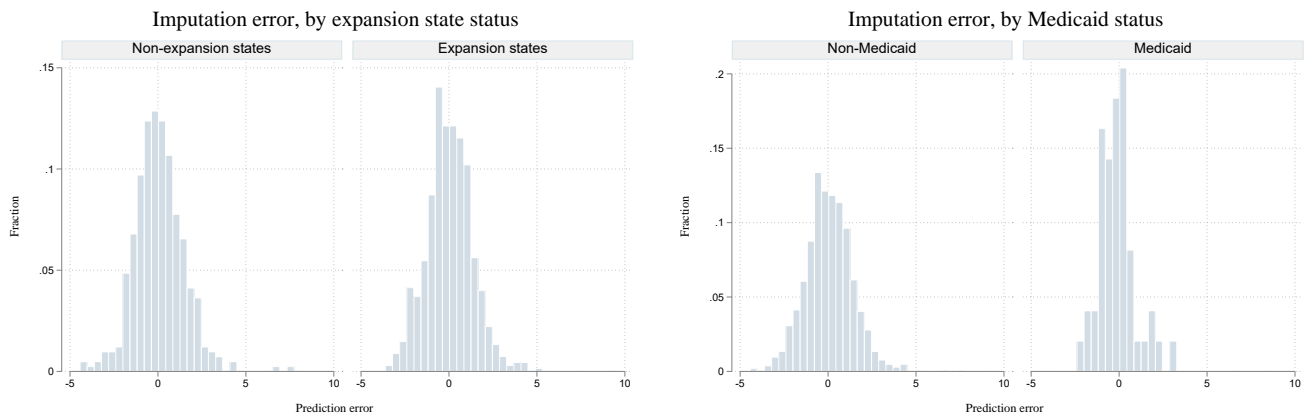 Imputation error, by expansion state status
Non-expansion states Expansion states
.15
.1
.05
0
Fraction
-5 0 5 10 -5 0 5 10
Prediction error
Imputation error, by Medicaid status
Non-Medicaid Medicaid
.2
.15
.1
.05
0
Fraction
-5 0 5 10 -5 0 5 10
Prediction error